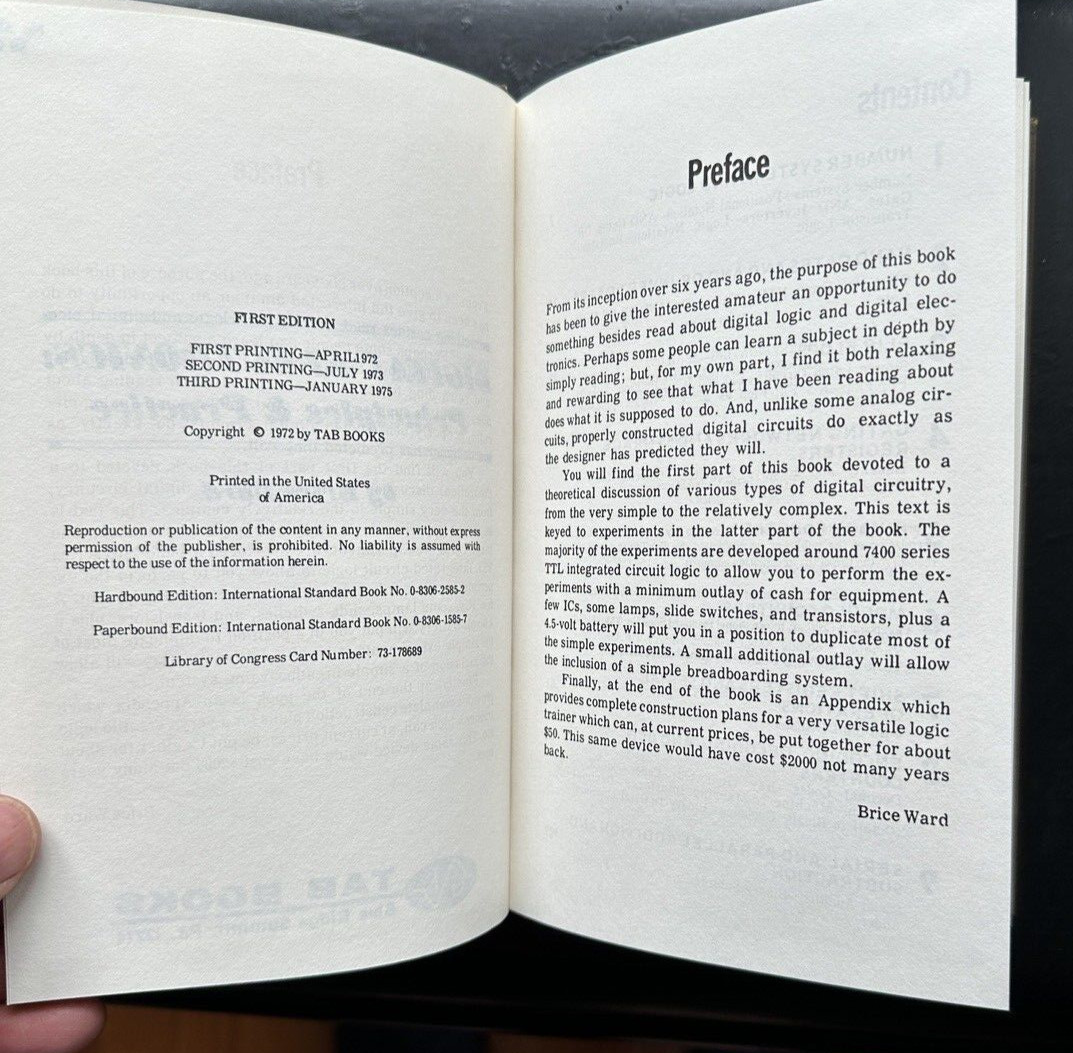 FIRST EDITION
FIRST PRINTING—APRIL1972
SECOND PRINTING—JULY 1973
THIRD PRINTING—JANUARY 1975
Copyright © 1972 by TAB BOOKS
Printed in the United States
of America
Reproduction or publication of the content in any manner, without express
permission of the publisher, is prohibited. No liability is assumed with
respect to the use of the information herein.
Hardbound Edition: International Standard Book No. 0-8306-2585-2
Paperbound Edition: International Standard Book No. 0-8306-1585-7
Library of Congress Card Number: 73-178689
Preface
From its inception over six years ago, the purpose of this book
has been to give the interested amateur an opportunity to do
something besides read about digital logic and digital elec-
tronics. Perhaps some people can learn a subject in depth by
simply reading; but, for my own part, I find it both relaxing
and rewarding to see that what I have been reading about
does what it is supposed to do. And, unlike some analog cir-
cuits, properly constructed digital circuits do exactly as
the designer has predicted they will.
You will find the first part of this book devoted to a
theoretical discussion of various types of digital circuitry,
from the very simple to the relatively complex. This text is
keyed to experiments in the latter part of the book. The
majority of the experiments are developed around 7400 series
TTL integrated circuit logic to allow you to perform the ex-
periments with a minimum outlay of cash for equipment. A
few ICs, some lamps, slide switches, and transistors, plus a
4.5-volt battery will put you in a position to duplicate most of
the simple experiments. A small additional outlay will allow
the inclusion of a simple breadboarding system.
Finally, at the end of the book is an Appendix which
provides complete construction plans for a very versatile logic
trainer which can, at current prices, be put together for about
$50. This same device would have cost $2000 not many years
back.
Brice Ward